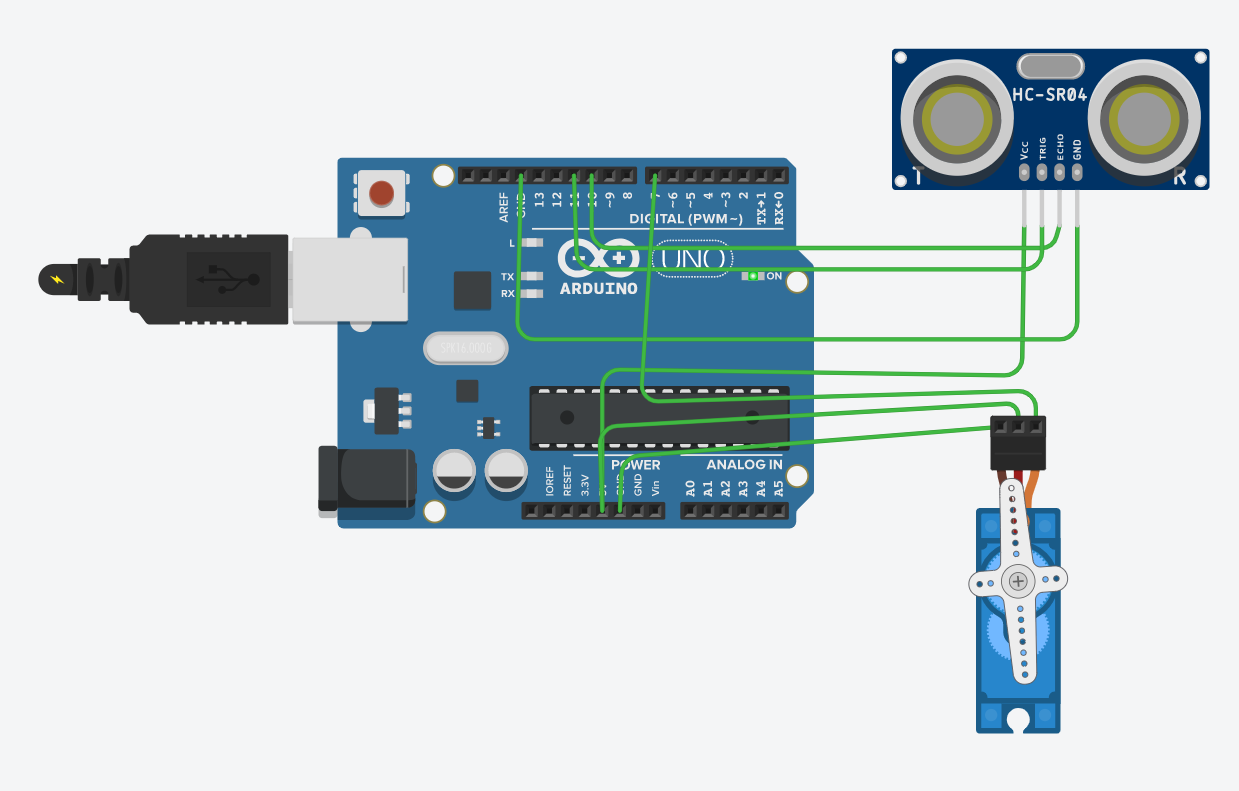 HC-SR04
VCC
TRIG
ECHO
GND
T
R
AREF
GND
13
12
11
10
~9
8
7
~6
~5
4
~3
2
TX→1
RX←0
DIGITAL (PWM~)
L
TX
RX
UNO
ON
ARDUINO
POWER
ANALOG IN
IOREF
RESET
3.3V
5V
GND
GND
Vin
A0
A1
A2
A3
A4
A5